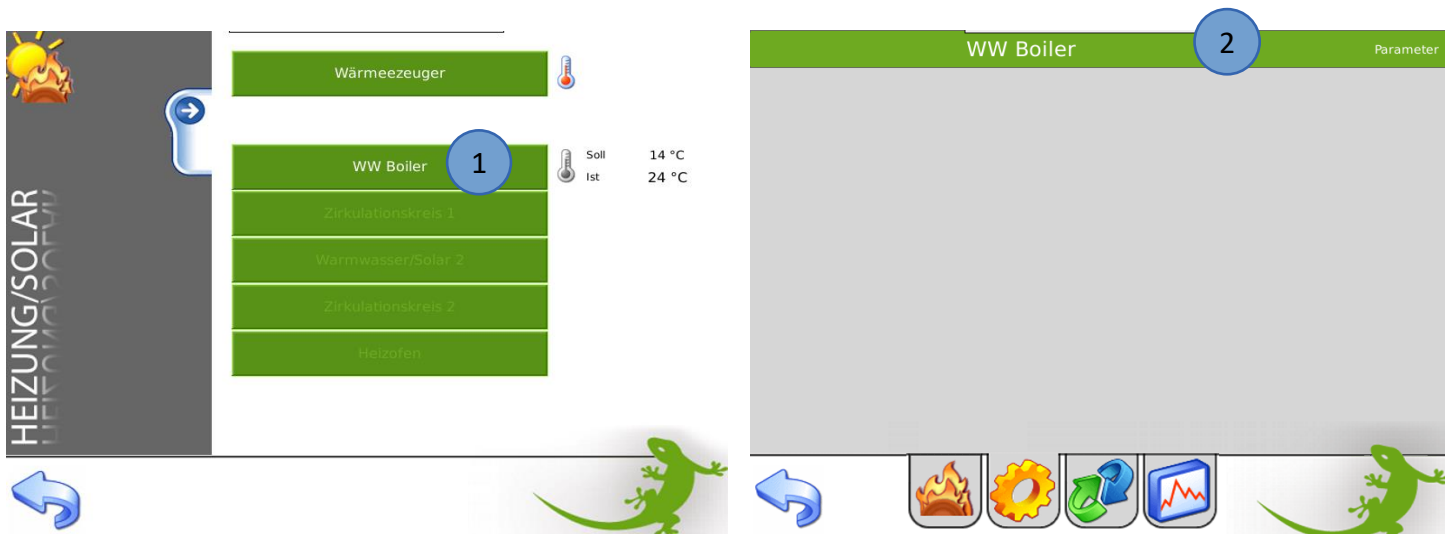 HEIZUNG/SOLAR
Wärmeezeuger
WW Boiler 1
Soll 14 °C
Ist 24 °C
Zirkulationskreis 1
Warmwasser/Solar 2
Zirkulationskreis 2
Heizofen
WW Boiler 2 Parameter